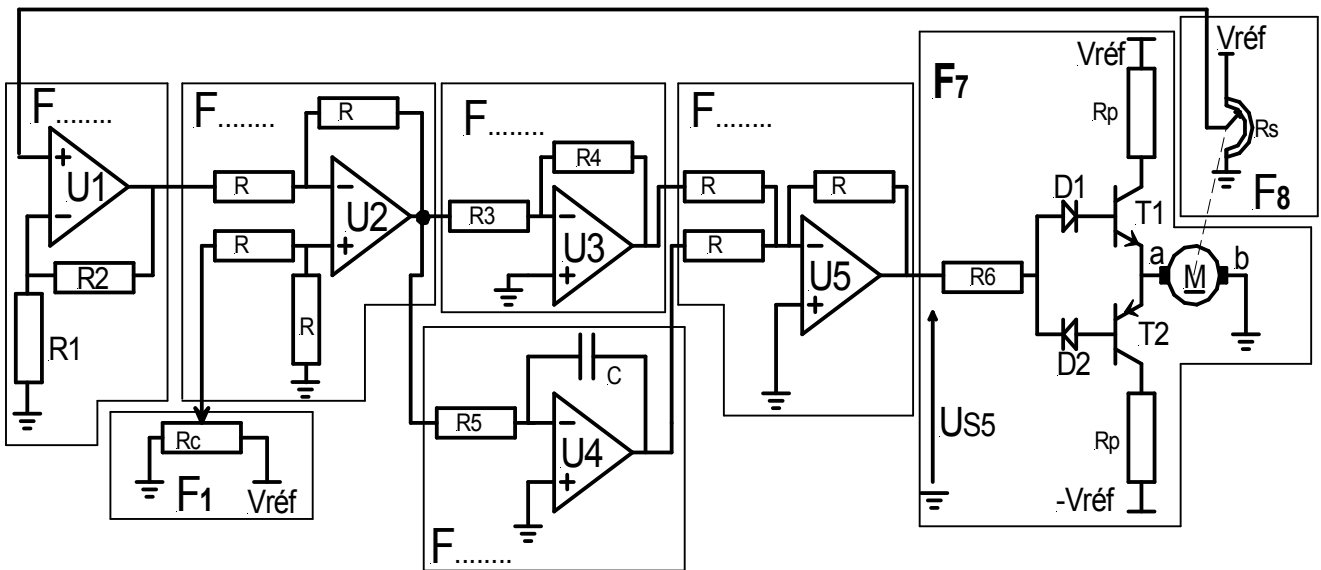 F........
+
U1
−
R2
R1
F........
R
R
−
U2
R
+
R
F1
Rc
Vréf
F........
R4
R3
−
U3
+
F........
C
R5
−
U4
+
F........
R
R
R
−
U5
+
F7
Vréf
Rp
D1
T1
R6
a
M
b
D2
T2
US5
Rp
-Vréf
Vréf
Rs
F8